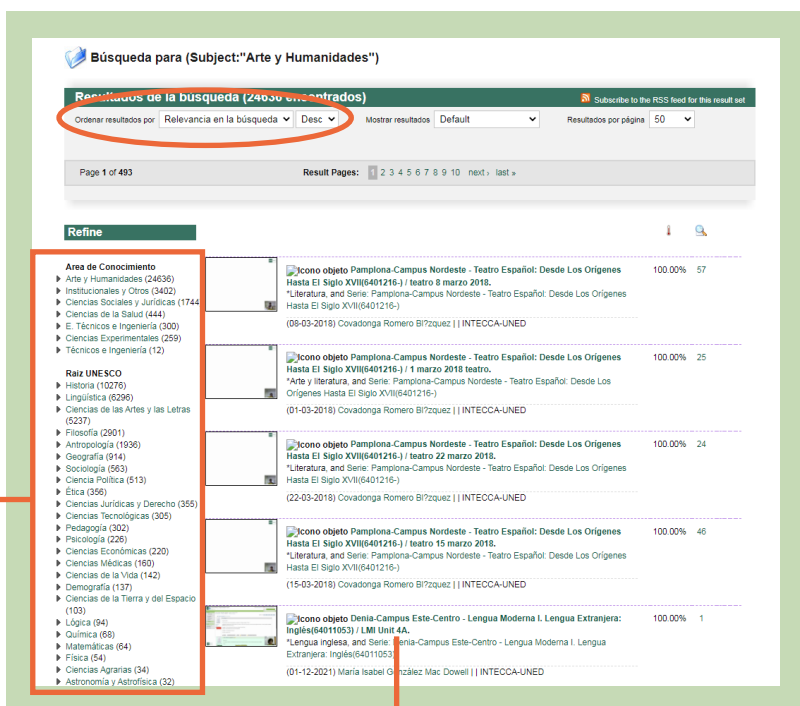 Búsqueda para (Subject:"Arte y Humanidades")
Resultados de la búsqueda (24636 encontrados)
Subscribe to the RSS feed for this result set
Ordenar resultados por Relevancia en la búsqueda Desc Mostrar resultados Default Resultados por página 50
Page 1 of 493 Result Pages: 1 2 3 4 5 6 7 8 9 10 next › last »
Refine
Area de Conocimiento
Arte y Humanidades (24636)
Institucionales y Otros (3402)
Ciencias Sociales y Jurídicas (1744
Ciencias de la Salud (444)
E. Técnicos e Ingeniería (300)
Ciencias Experimentales (259)
Técnicos e Ingeniería (12)
Raiz UNESCO
Historia (10276)
Lingüística (6296)
Ciencias de las Artes y las Letras
(5237)
Filosofía (2901)
Antropología (1936)
Geografía (914)
Sociología (563)
Ciencia Política (513)
Ética (356)
Ciencias Jurídicas y Derecho (355)
Ciencias Tecnológicas (305)
Pedagogía (302)
Psicología (226)
Ciencias Económicas (220)
Ciencias Médicas (160)
Ciencias de la Vida (142)
Demografía (137)
Ciencias de la Tierra y del Espacio
(103)
Lógica (94)
Química (68)
Matemáticas (64)
Física (54)
Ciencias Agrarias (34)
Astronomía y Astrofísica (32)
Icono objeto Pamplona-Campus Nordeste - Teatro Español: Desde Los Orígenes 100.00% 57
Hasta El Siglo XVII(6401216-) / teatro 8 marzo 2018.
*Literatura, and Serie: Pamplona-Campus Nordeste - Teatro Español: Desde Los Orígenes
Hasta El Siglo XVII(6401216-)
(08-03-2018) Covadonga Romero Bl?zquez | | INTECCA-UNED
Icono objeto Pamplona-Campus Nordeste - Teatro Español: Desde Los Orígenes 100.00% 25
Hasta El Siglo XVII(6401216-) / 1 marzo 2018 teatro.
*Arte y literatura, and Serie: Pamplona-Campus Nordeste - Teatro Español: Desde Los
Orígenes Hasta El Siglo XVII(6401216-)
(01-03-2018) Covadonga Romero Bl?zquez | | INTECCA-UNED
Icono objeto Pamplona-Campus Nordeste - Teatro Español: Desde Los Orígenes 100.00% 24
Hasta El Siglo XVII(6401216-) / teatro 22 marzo 2018.
*Literatura, and Serie: Pamplona-Campus Nordeste - Teatro Español: Desde Los Orígenes
Hasta El Siglo XVII(6401216-)
(22-03-2018) Covadonga Romero Bl?zquez | | INTECCA-UNED
Icono objeto Pamplona-Campus Nordeste - Teatro Español: Desde Los Orígenes 100.00% 46
Hasta El Siglo XVII(6401216-) / teatro 15 marzo 2018.
*Literatura, and Serie: Pamplona-Campus Nordeste - Teatro Español: Desde Los Orígenes
Hasta El Siglo XVII(6401216-)
(15-03-2018) Covadonga Romero Bl?zquez | | INTECCA-UNED
Icono objeto Denia-Campus Este-Centro - Lengua Moderna I. Lengua Extranjera: 100.00% 1
Inglés(64011053) / LMI Unit 4A.
*Lengua inglesa, and Serie: Denia-Campus Este-Centro - Lengua Moderna I. Lengua
Extranjera: Inglés(64011053)
(01-12-2021) María Isabel González Mac Dowell | | INTECCA-UNED